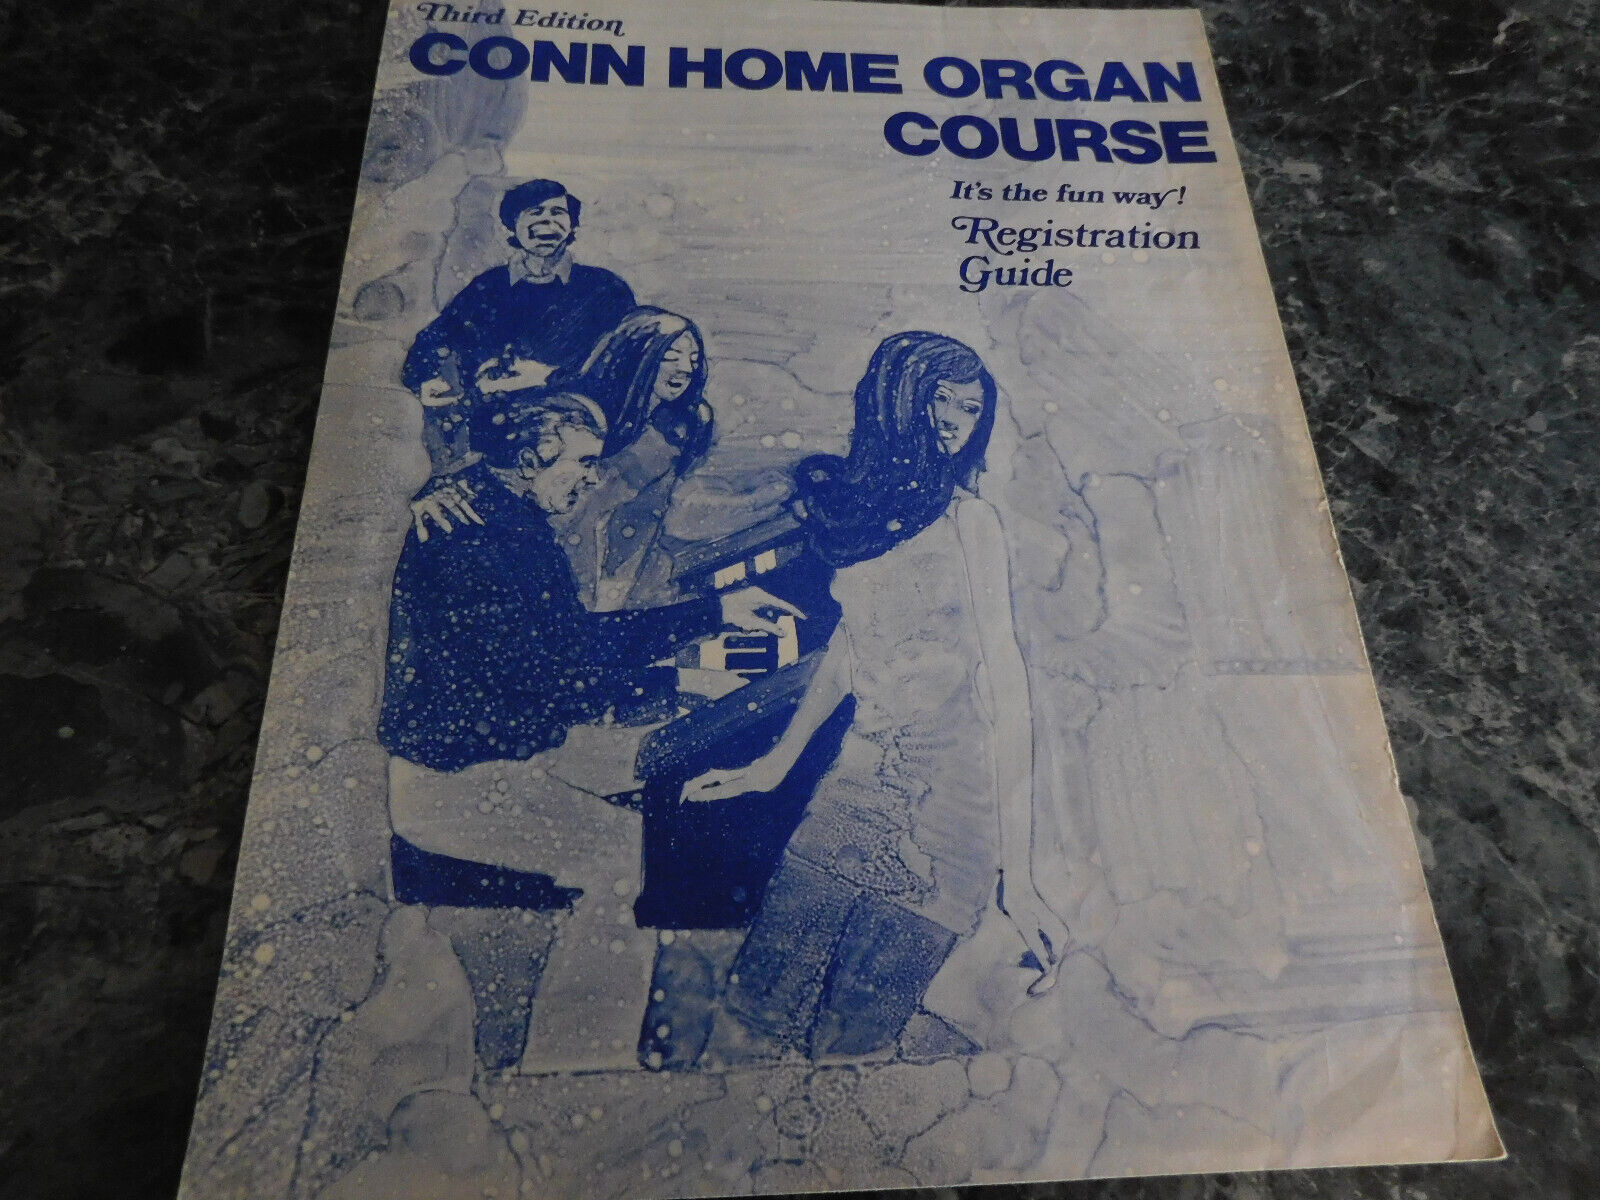 Third Edition
CONN HOME ORGAN
COURSE
It's the fun way!
Registration
Guide